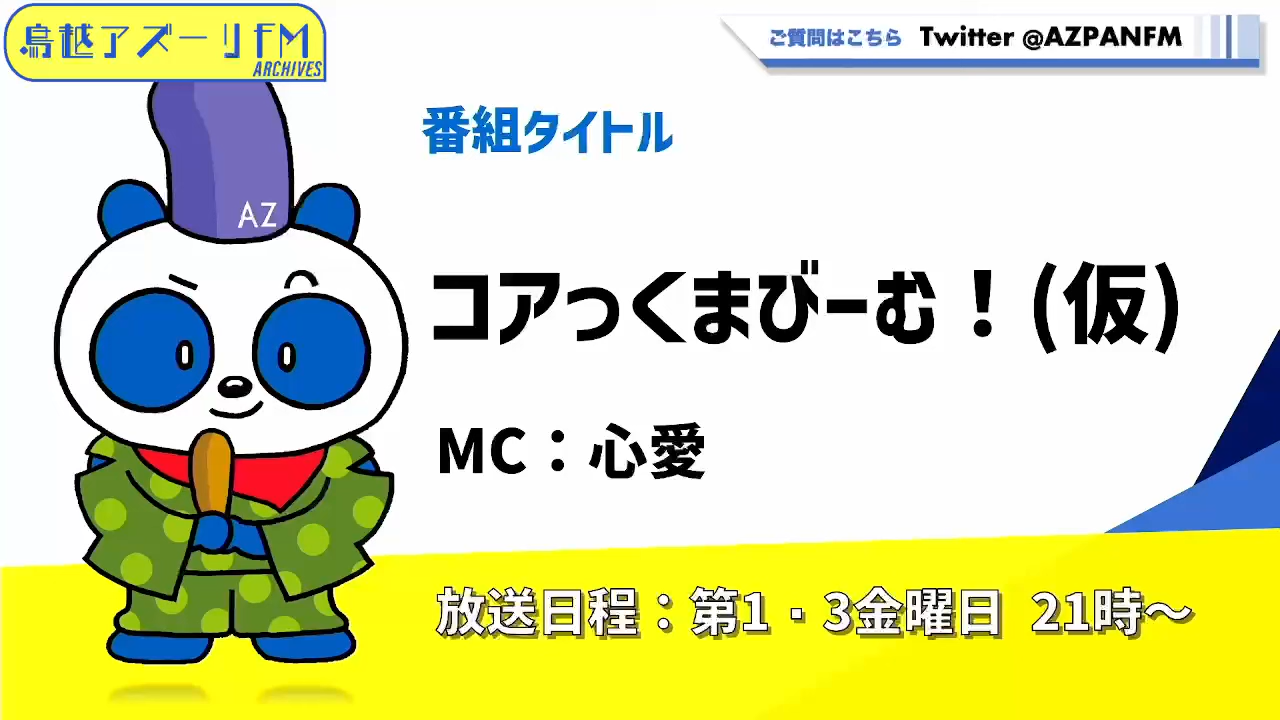 鳥越アズーリFM
ARCHIVES
ご質問はこちら Twitter @AZPANFM
番組タイトル
AZ
コアっくまびーむ！(仮)
MC：心愛
放送日程：第1・3金曜日 21時～